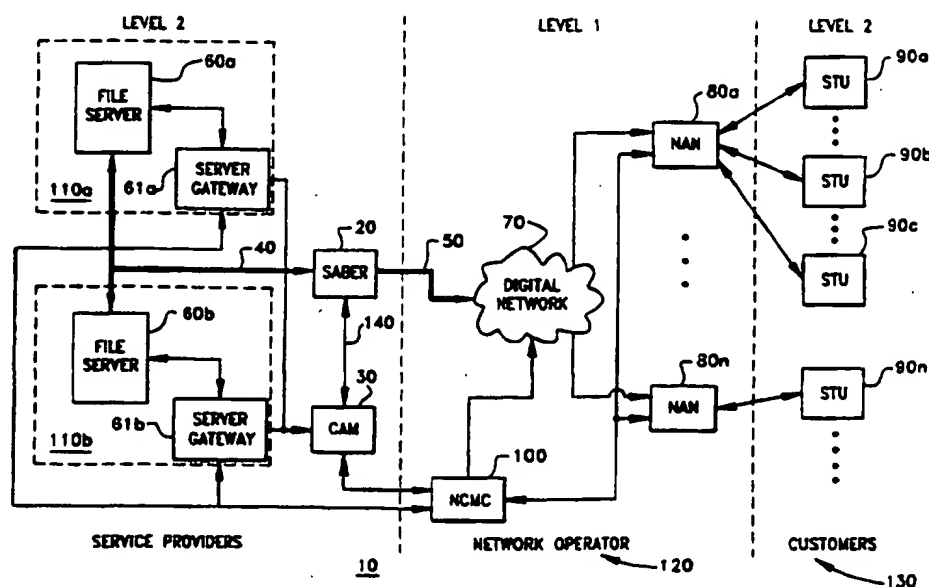 LEVEL 2
LEVEL 1
LEVEL 2
60a
FILE
SERVER
61a
SERVER
GATEWAY
110a
40
20
SABER
50
140
60b
FILE
SERVER
61b
SERVER
GATEWAY
110b
30
CAM
70
DIGITAL
NETWORK
100
NCMC
80a
NAN
80n
NAN
90a
STU
90b
STU
90c
STU
90n
STU
SERVICE PROVIDERS
10
NETWORK OPERATOR
120
CUSTOMERS
130